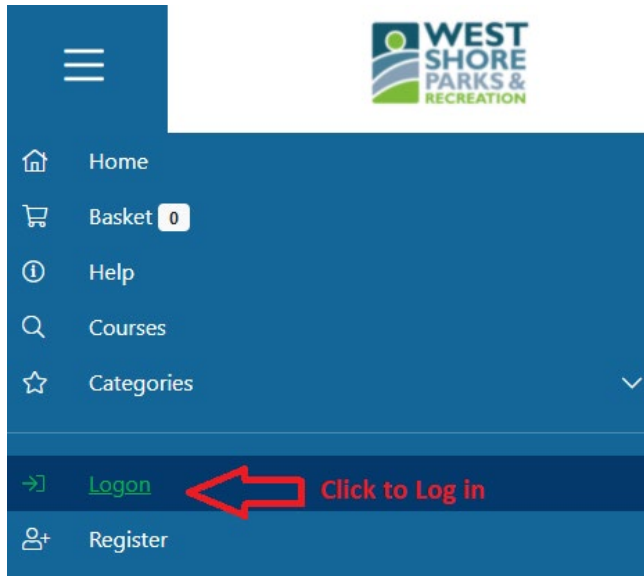 WEST
SHORE
PARKS &
RECREATION
Home
Basket 0
Help
Courses
Categories
Logon Click to Log in
Register